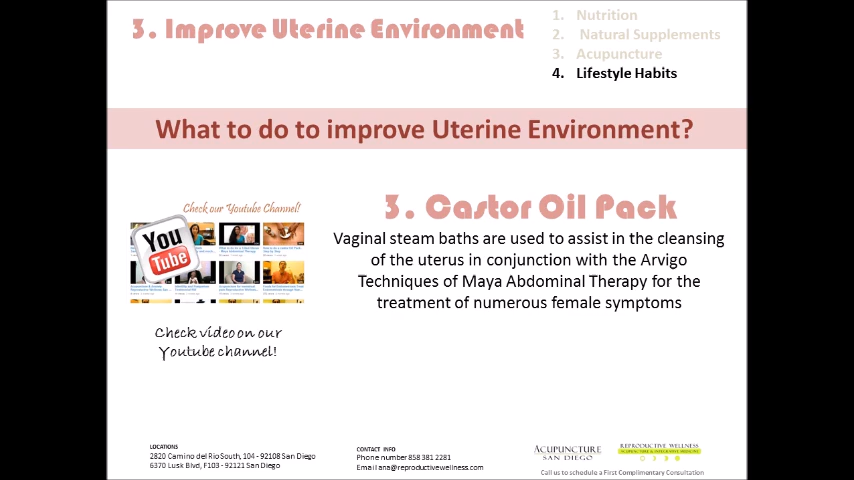 3. Improve Uterine Environment
1. Nutrition
2. Natural Supplements
3. Acupuncture
4. Lifestyle Habits
What to do to improve Uterine Environment?
Check our Youtube Channel!
You
Tube
Check video on our
Youtube channel!
3. Castor Oil Pack
Vaginal steam baths are used to assist in the cleansing
of the uterus in conjunction with the Arvigo
Techniques of Maya Abdominal Therapy for the
treatment of numerous female symptoms
LOCATIONS
2820 Camino del Rio South, 104 - 92108 San Diego
6370 Lusk Blvd, F103 - 92121 San Diego
CONTACT INFO
Phone number 858 381 2281
Email ana@reproductivewellness.com
ACUPUNCTURE
SAN DIEGO
REPRODUCTIVE WELLNESS
Call us to schedule a First Complimentary Consultation